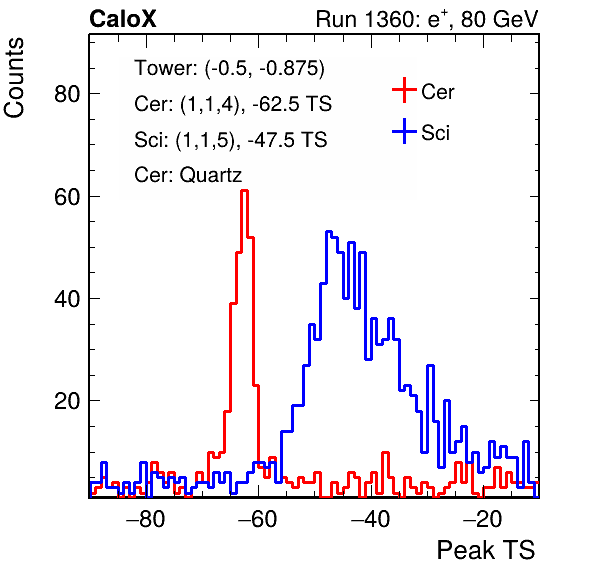 CaloX Run 1360: e⁺, 80 GeV
Counts
Tower: (-0.5, -0.875)
Cer: (1,1,4), -62.5 TS
Sci: (1,1,5), -47.5 TS
Cer: Quartz
Cer
Sci
80
60
40
20
−80 −60 −40 −20
Peak TS